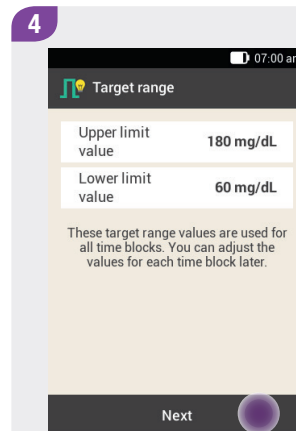 4
07:00 am
Target range
Upper limit
value
180 mg/dL
Lower limit
value
60 mg/dL
These target range values are used for
all time blocks. You can adjust the
values for each time block later.
Next